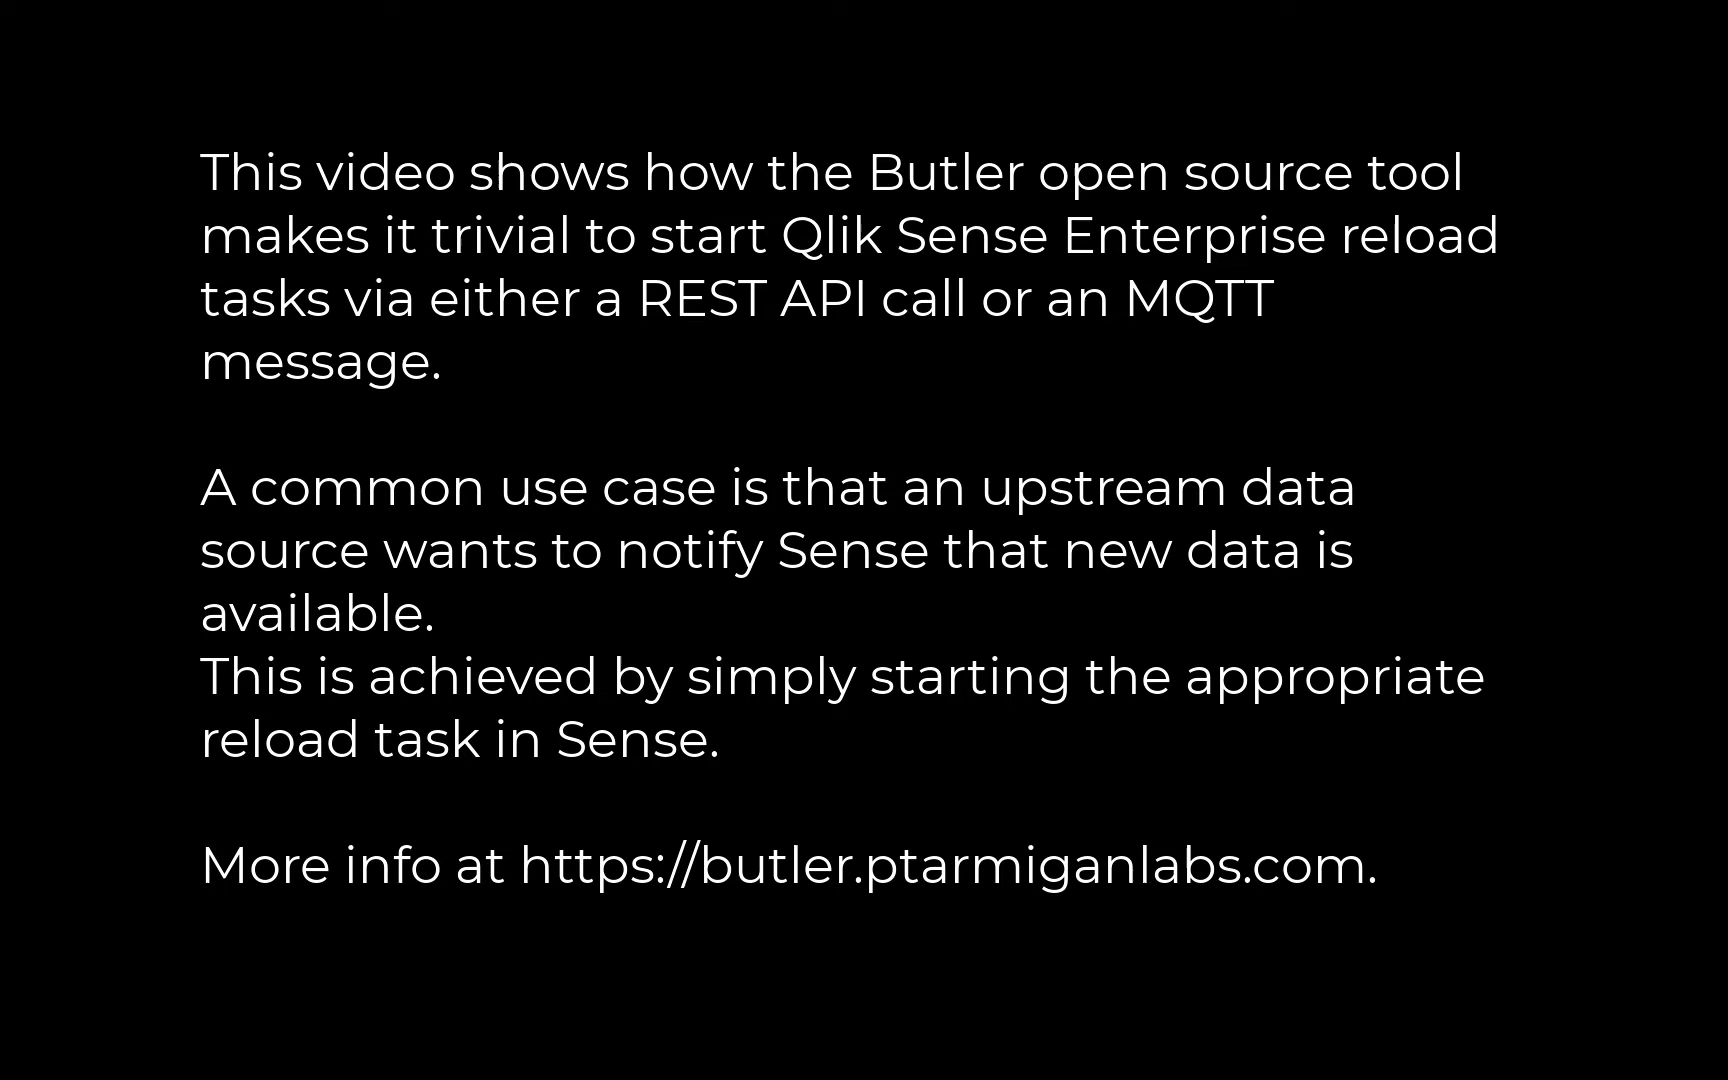 This video shows how the Butler open source tool
makes it trivial to start Qlik Sense Enterprise reload
tasks via either a REST API call or an MQTT
message.
A common use case is that an upstream data
source wants to notify Sense that new data is
available.
This is achieved by simply starting the appropriate
reload task in Sense.
More info at https://butler.ptarmiganlabs.com.